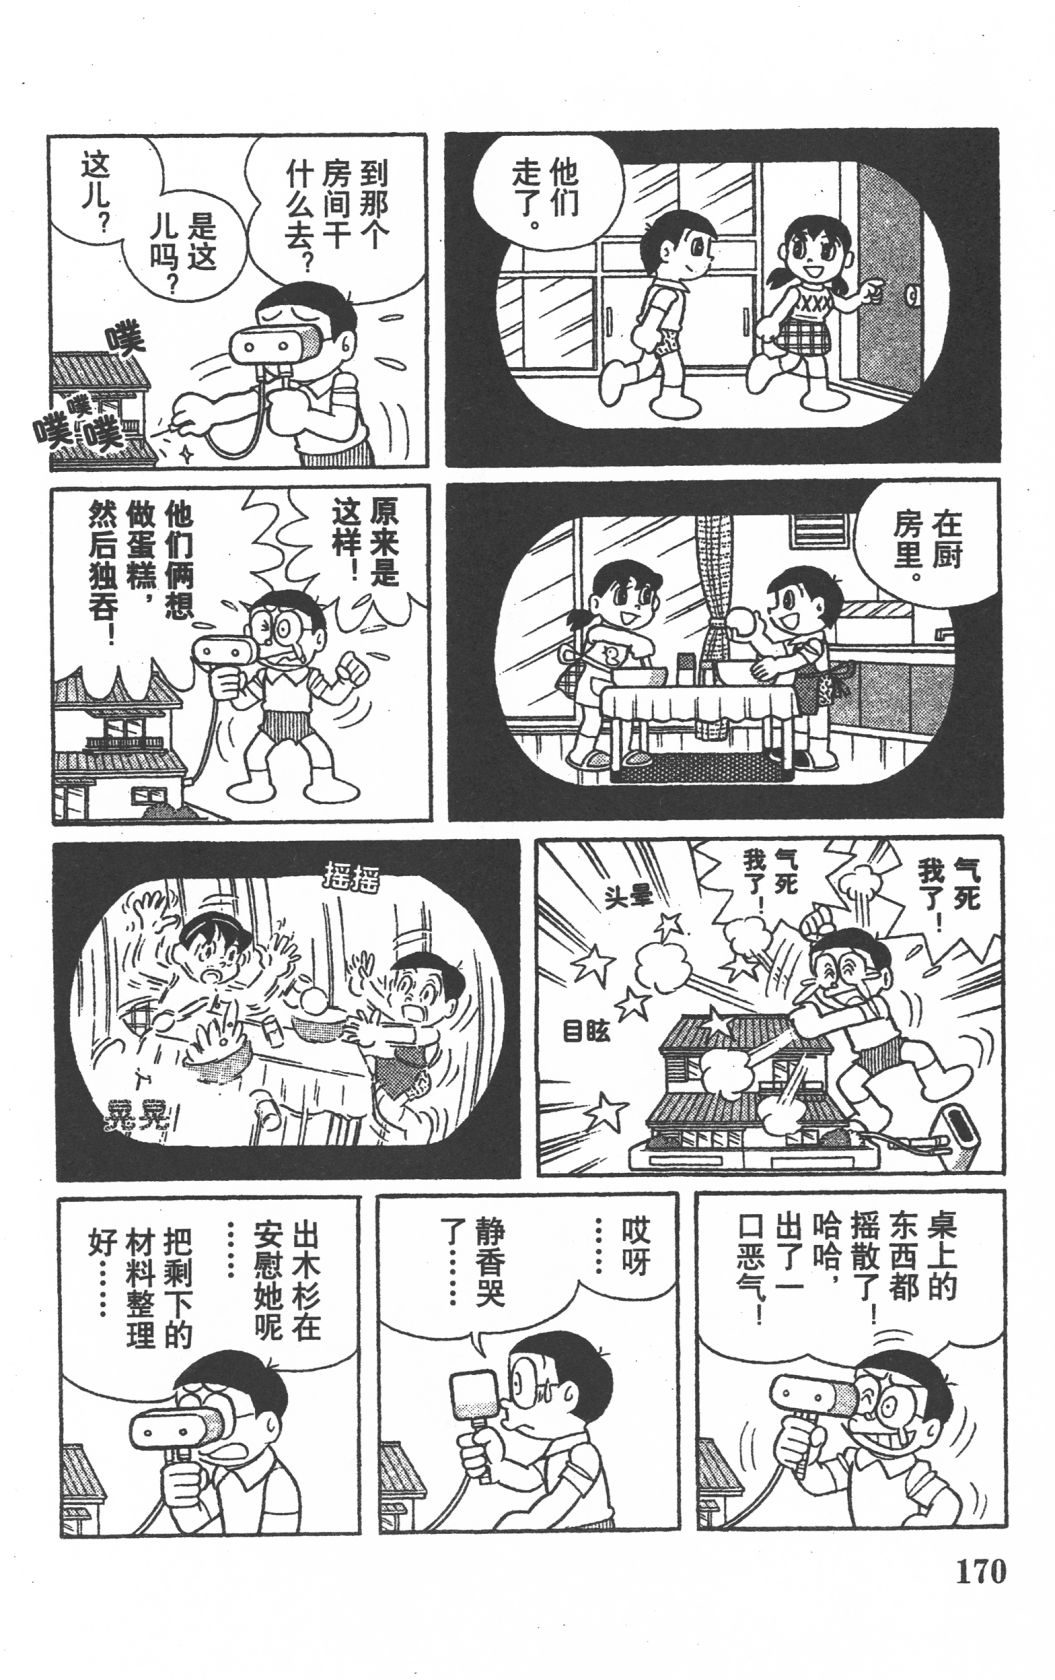 他们
走了。
到那个
房间干
什么去?
是这
儿吗?
这
儿?
噗
噗
噗
噗
在厨
房里。
原来是
这样!
他们俩想
做蛋糕,
然后独吞!
气死
我了!
气死
我了!
头晕
目眩
摇摇
晃晃
桌上的
东西都
摇散了!
哈哈,
出了一
口恶气!
哎呀
……
静香哭
了……
出木杉在
安慰她呢
……
把剩下的
材料整理
好……
170